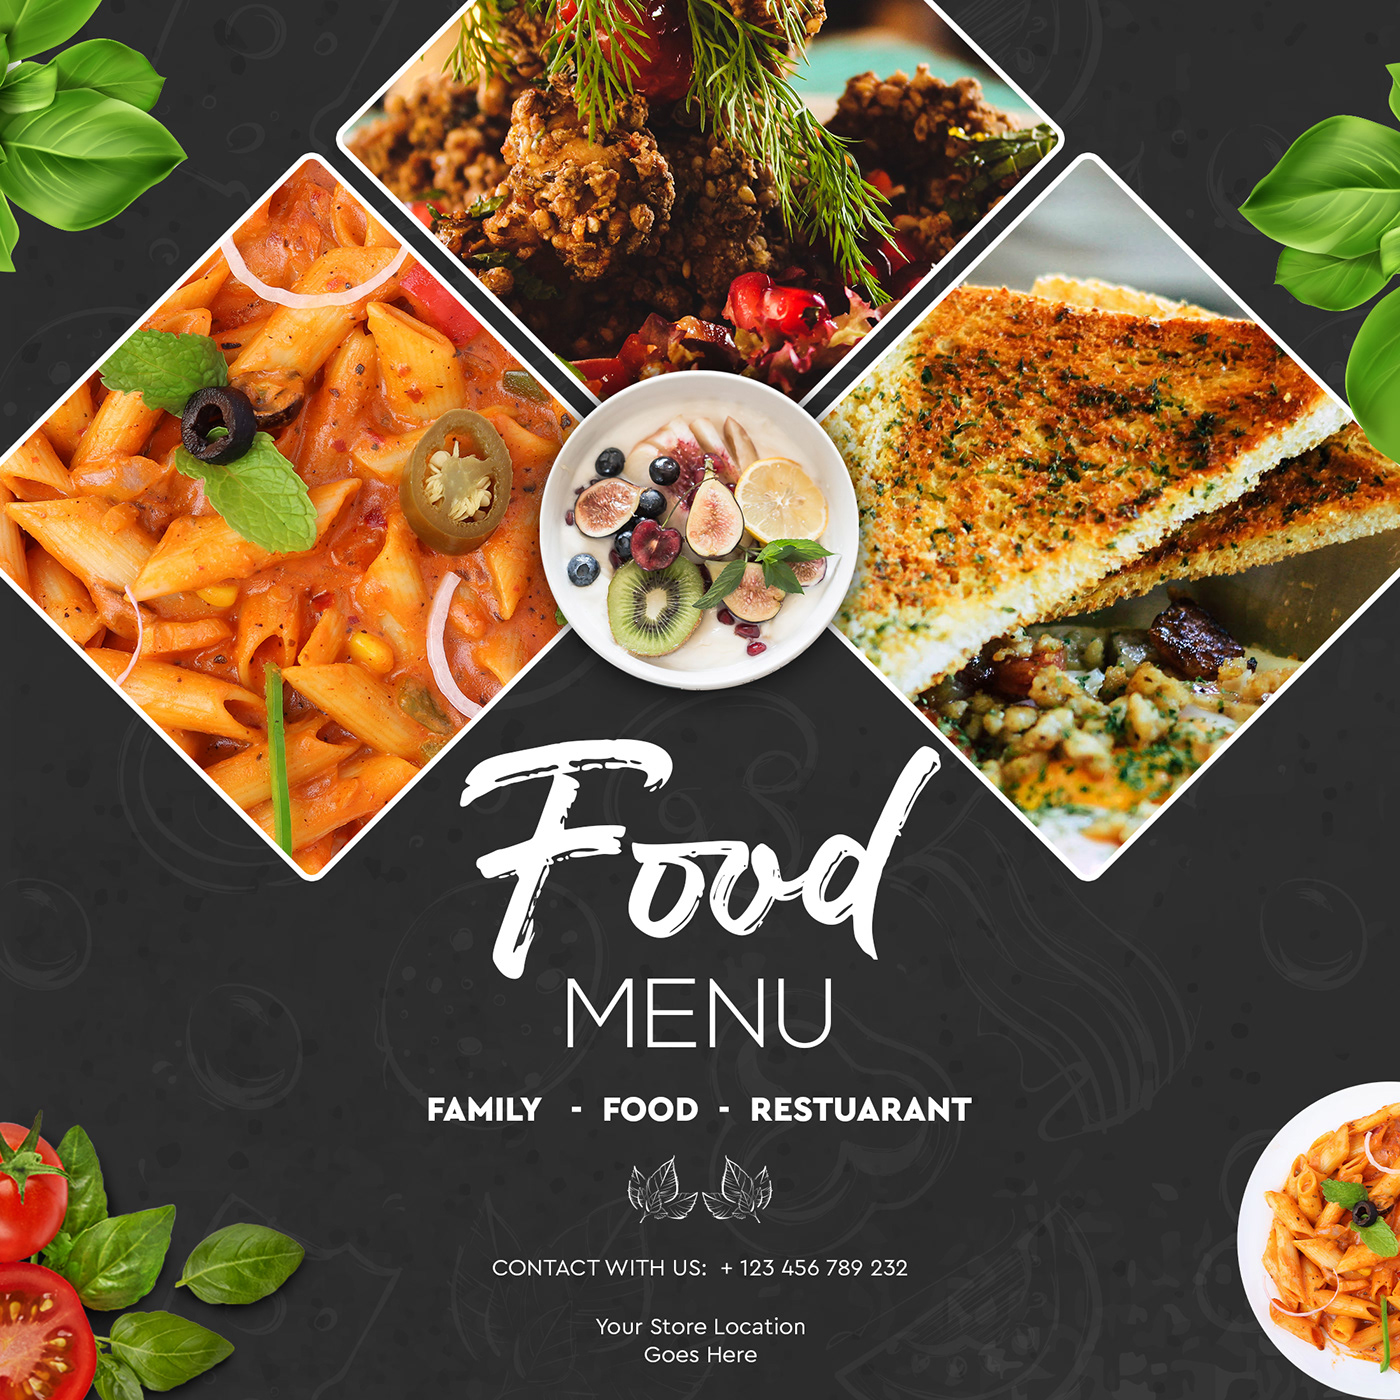 Food
MENU
FAMILY - FOOD - RESTUARANT
CONTACT WITH US: + 123 456 789 232
Your Store Location
Goes Here